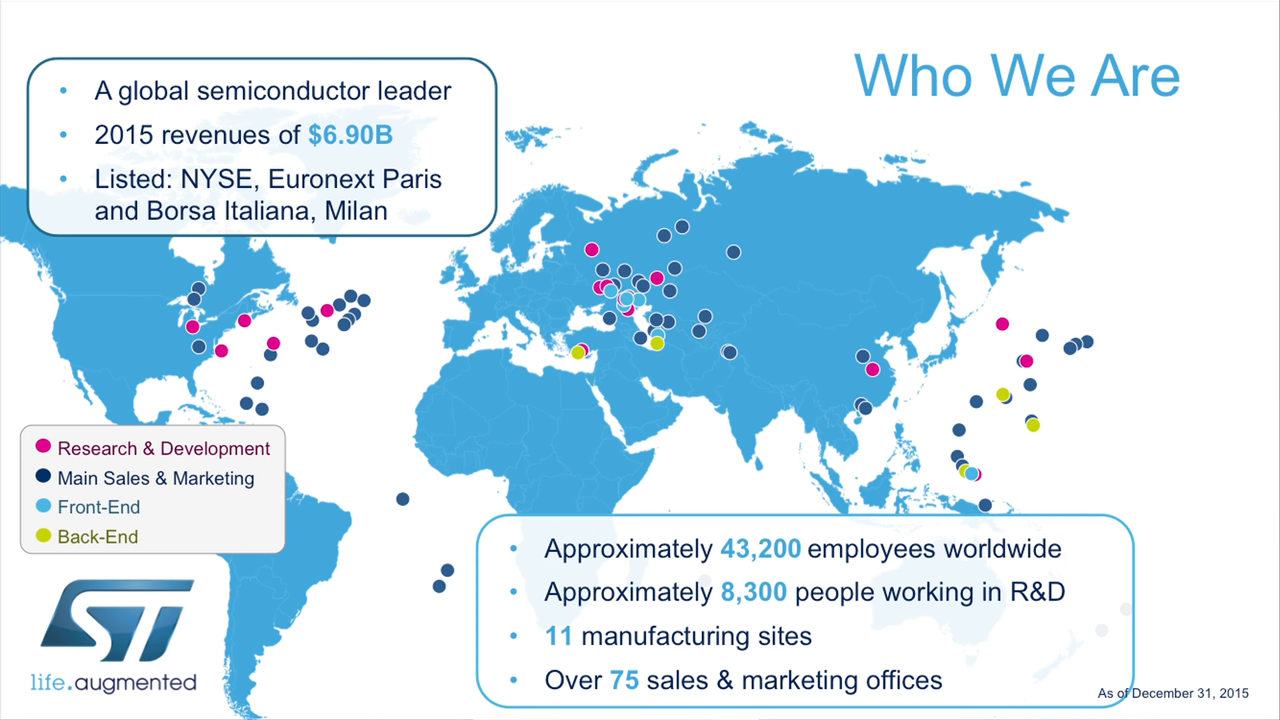 Who We Are
• A global semiconductor leader
• 2015 revenues of $6.90B
• Listed: NYSE, Euronext Paris
and Borsa Italiana, Milan
Research & Development
Main Sales & Marketing
Front-End
Back-End
• Approximately 43,200 employees worldwide
• Approximately 8,300 people working in R&D
• 11 manufacturing sites
• Over 75 sales & marketing offices
ST
life.augmented
As of December 31, 2015